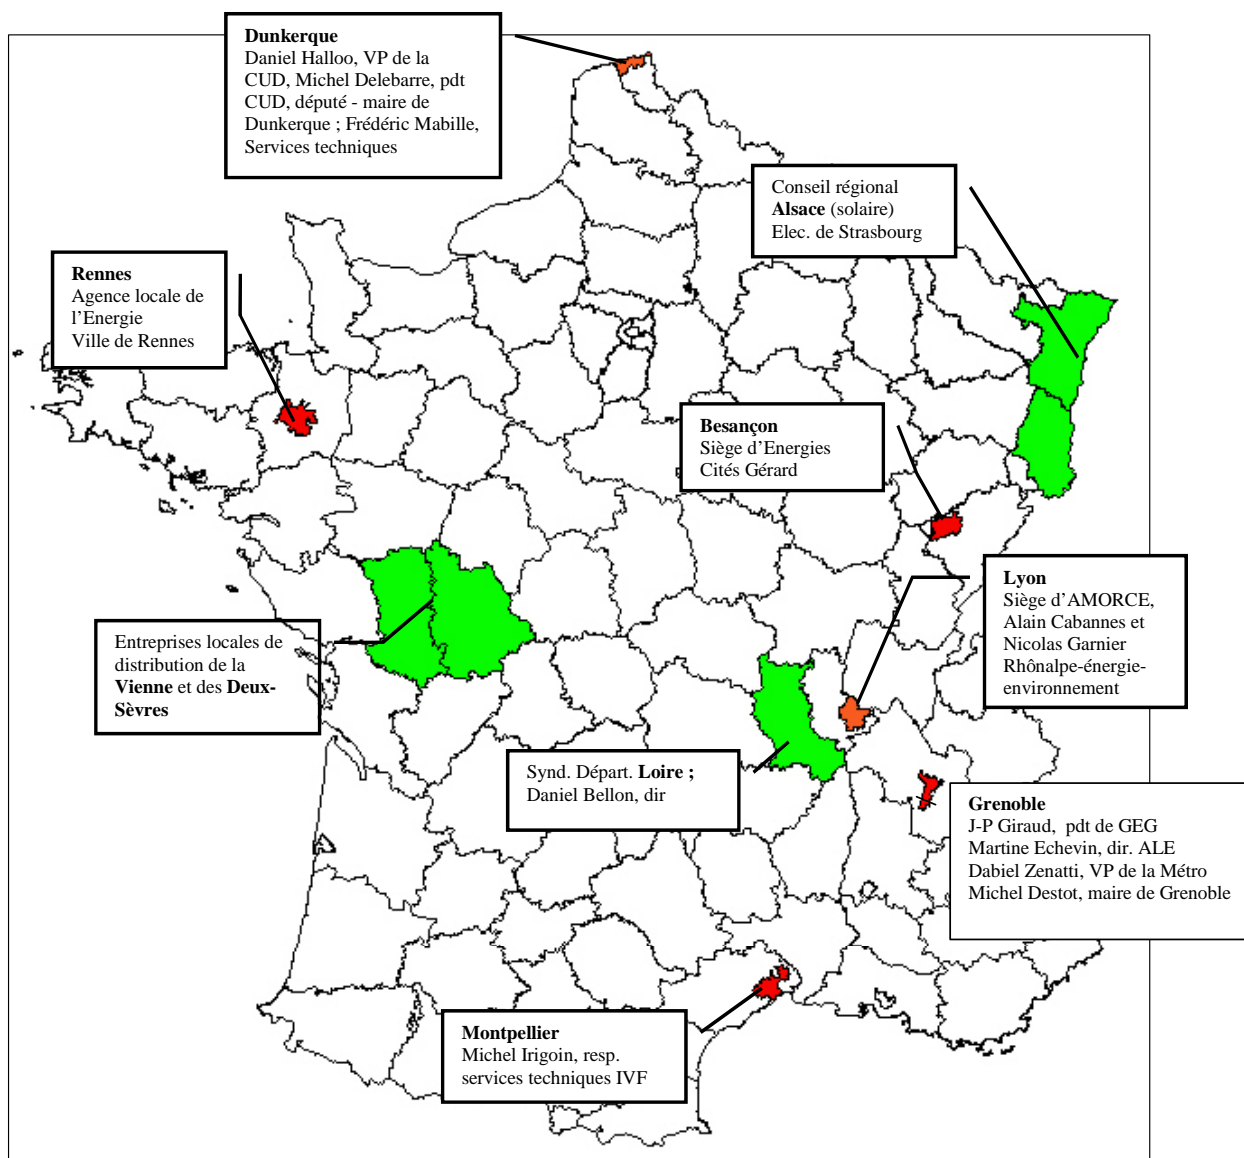 Dunkerque
Daniel Halloo, VP de la
CUD, Michel Delebarre, pdt
CUD, député - maire de
Dunkerque ; Frédéric Mabille,
Services techniques
Conseil régional
Alsace (solaire)
Elec. de Strasbourg
Rennes
Agence locale de
l’Energie
Ville de Rennes
Besançon
Siège d’Energies
Cités Gérard
Lyon
Siège d’AMORCE,
Alain Cabannes et
Nicolas Garnier
Rhônalpe-énergie-
environnement
Entreprises locales de
distribution de la
Vienne et des Deux-
Sèvres
Synd. Départ. Loire ;
Daniel Bellon, dir
Grenoble
J-P Giraud, pdt de GEG
Martine Echevin, dir. ALE
Dabiel Zenatti, VP de la Métro
Michel Destot, maire de Grenoble
Montpellier
Michel Irigoin, resp.
services techniques IVF